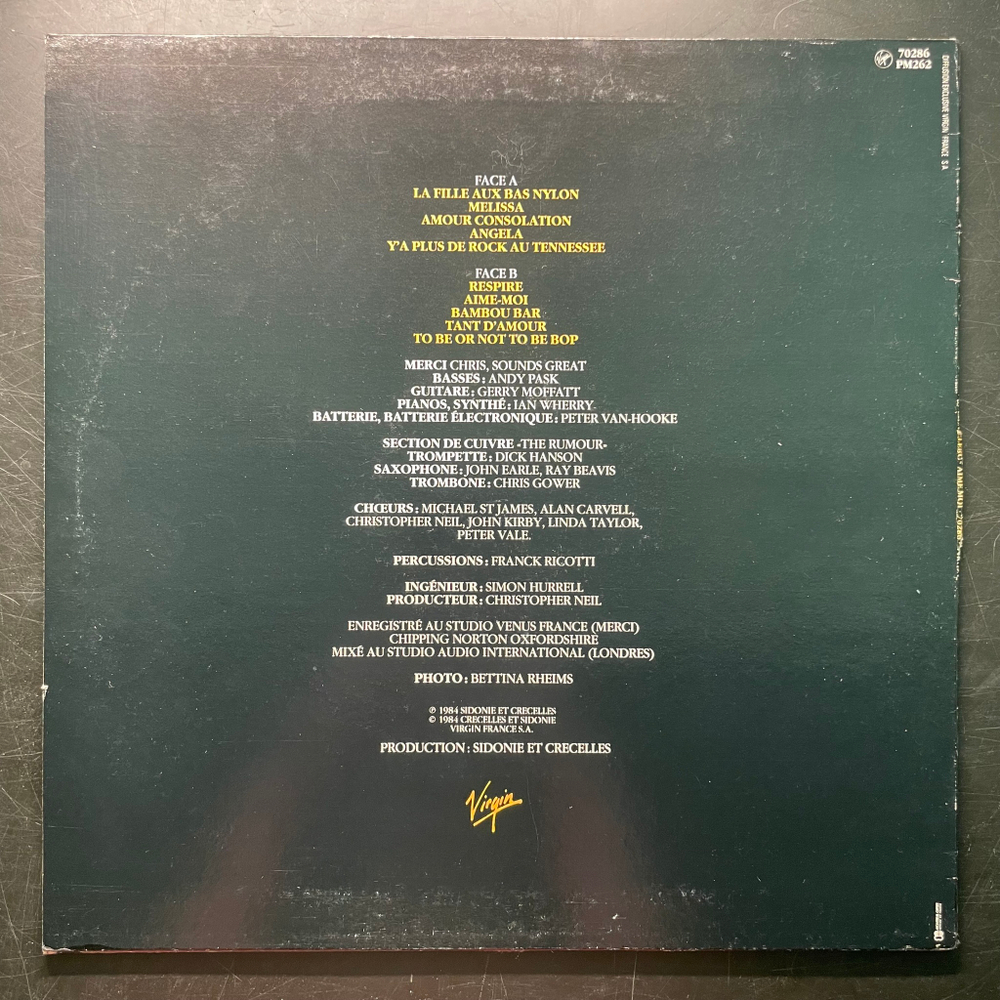 70286
PM262
DIFFUSION EXCLUSIVE VIRGIN FRANCE S.A
FACE A
LA FILLE AUX BAS NYLON
MELISSA
AMOUR CONSOLATION
ANGELA
Y'A PLUS DE ROCK AU TENNESSEE
FACE B
RESPIRE
AIME-MOI
BAMBOU BAR
TANT D'AMOUR
TO BE OR NOT TO BE BOP
MERCI CHRIS, SOUNDS GREAT
BASSES : ANDY PASK
GUITARE : GERRY MOFFATT
PIANOS, SYNTHÉ : IAN WHERRY
BATTERIE, BATTERIE ÉLECTRONIQUE : PETER VAN-HOOKE
SECTION DE CUIVRE -THE RUMOUR-
TROMPETTE : DICK HANSON
SAXOPHONE : JOHN EARLE, RAY BEAVIS
TROMBONE : CHRIS GOWER
CHŒURS : MICHAEL ST JAMES, ALAN CARVELL,
CHRISTOPHER NEIL, JOHN KIRBY, LINDA TAYLOR,
PETER VALE.
PERCUSSIONS : FRANCK RICOTTI
INGÉNIEUR : SIMON HURRELL
PRODUCTEUR : CHRISTOPHER NEIL
ENREGISTRÉ AU STUDIO VENUS FRANCE (MERCI)
CHIPPING NORTON OXFORDSHIRE
MIXÉ AU STUDIO AUDIO INTERNATIONAL (LONDRES)
PHOTO : BETTINA RHEIMS
℗ 1984 SIDONIE ET CRECELLES
© 1984 CRECELLES ET SIDONIE
VIRGIN FRANCE S.A.
PRODUCTION : SIDONIE ET CRECELLES
Virgin